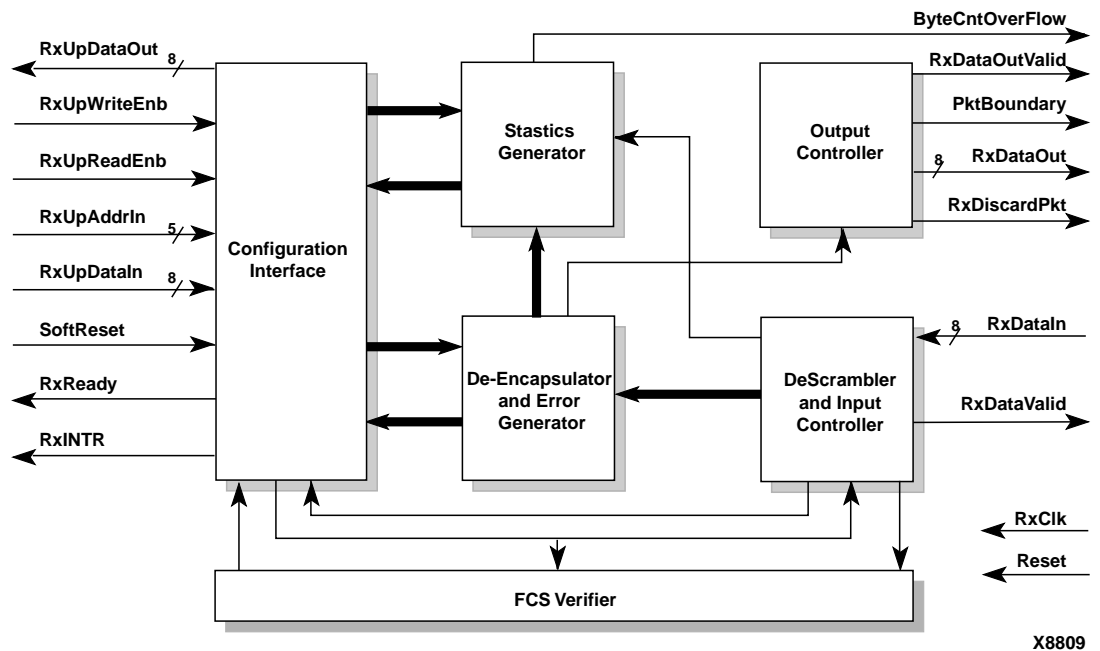 ByteCntOverFlow
RxUpDataOut
8
RxUpWriteEnb
RxUpReadEnb
RxUpAddrIn
5
RxUpDataIn
8
SoftReset
RxReady
RxINTR
Configuration
Interface
Stastics
Generator
Output
Controller
RxDataOutValid
PktBoundary
8
RxDataOut
RxDiscardPkt
De-Encapsulator
and Error
Generator
DeScrambler
and Input
Controller
8
RxDataIn
RxDataValid
RxClk
Reset
FCS Verifier
X8809